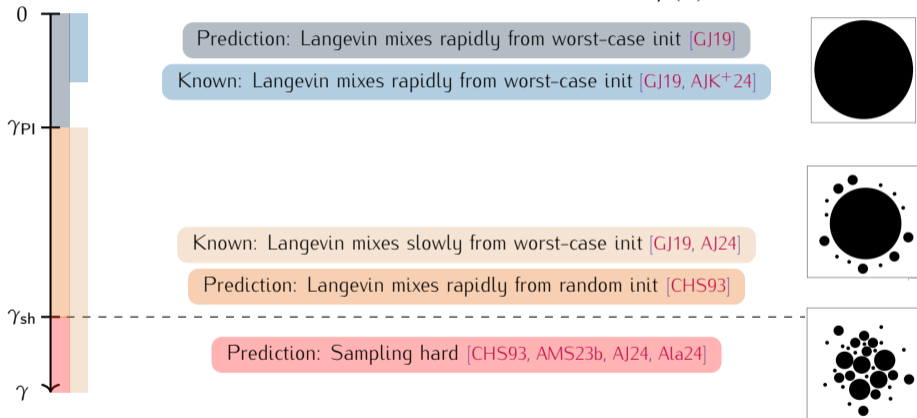 0
Prediction: Langevin mixes rapidly from worst-case init [GJ19]
Known: Langevin mixes rapidly from worst-case init [GJ19, AJK⁺24]
γPI
Known: Langevin mixes slowly from worst-case init [GJ19, AJ24]
Prediction: Langevin mixes rapidly from random init [CHS93]
γsh
Prediction: Sampling hard [CHS93, AMS23b, AJ24, Ala24]
γ